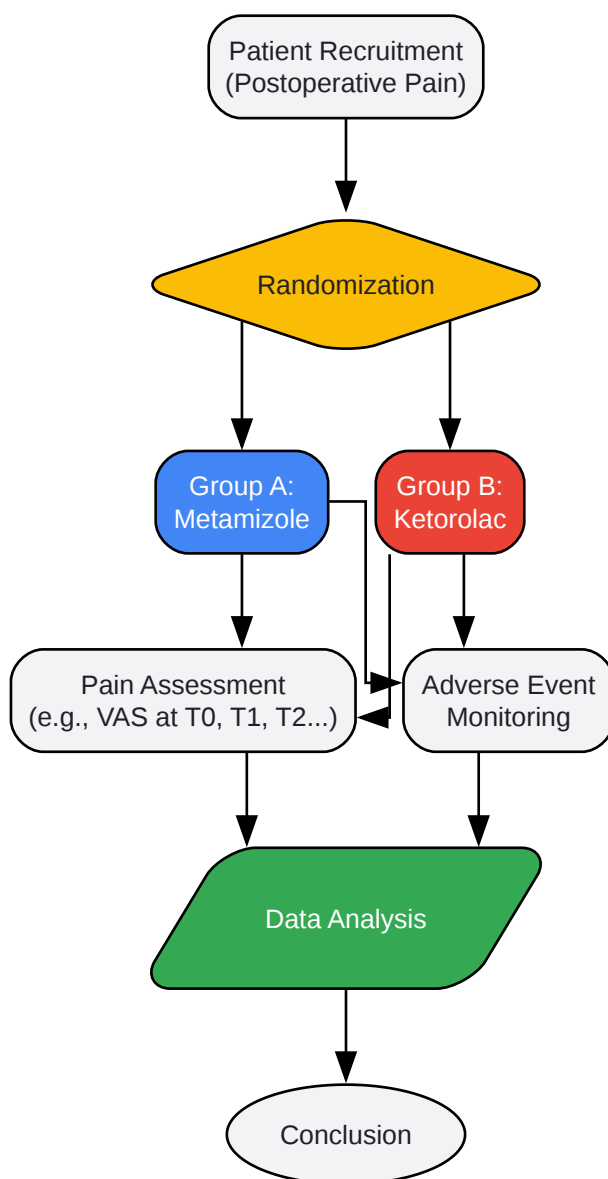 Patient Recruitment
(Postoperative Pain)
Randomization
Group A:
Metamizole
Group B:
Ketorolac
Pain Assessment
(e.g., VAS at T0, T1, T2...)
Adverse Event
Monitoring
Data Analysis
Conclusion